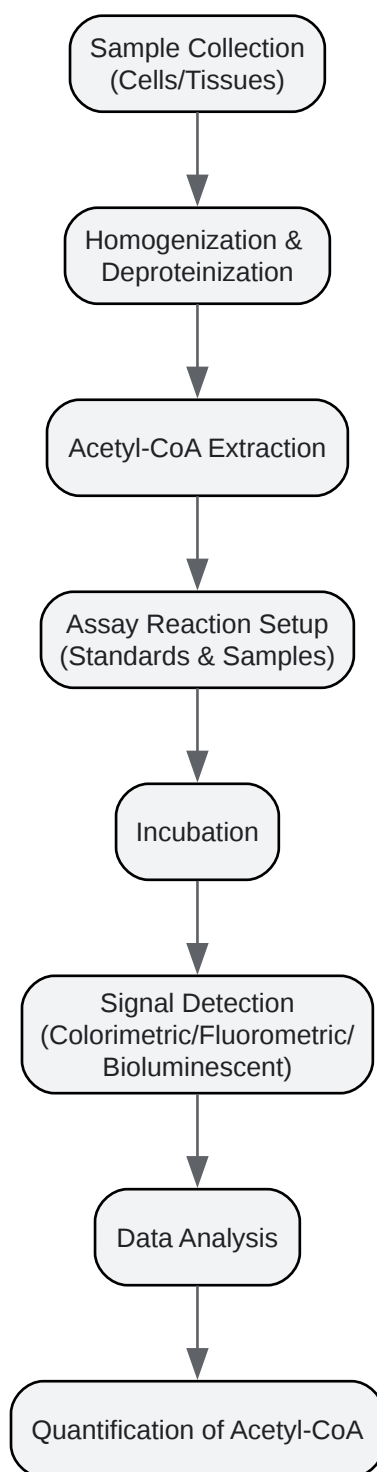 Sample Collection
(Cells/Tissues)
Homogenization &
Deproteinization
Acetyl-CoA Extraction
Assay Reaction Setup
(Standards & Samples)
Incubation
Signal Detection
(Colorimetric/Fluorometric/
Bioluminescent)
Data Analysis
Quantification of Acetyl-CoA